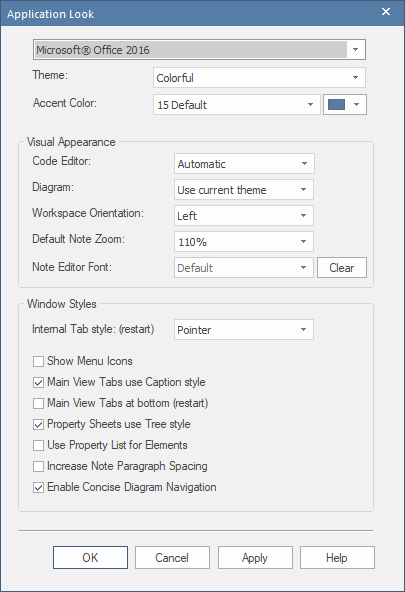 Application Look
Microsoft® Office 2016
Theme: Colorful
Accent Color: 15 Default
Visual Appearance
Code Editor: Automatic
Diagram: Use current theme
Workspace Orientation: Left
Default Note Zoom: 110%
Note Editor Font: Default Clear
Window Styles
Internal Tab style: (restart) Pointer
Show Menu Icons
Main View Tabs use Caption style
Main View Tabs at bottom (restart)
Property Sheets use Tree style
Use Property List for Elements
Increase Note Paragraph Spacing
Enable Concise Diagram Navigation
OK Cancel Apply Help